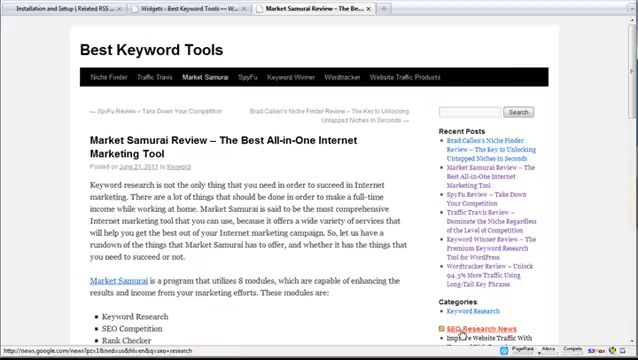 Installation and Setup | Related RSS ...
Widgets - Best Keyword Tools — W...
Market Samurai Review – The Be...
Best Keyword Tools
Niche Finder Traffic Travis Market Samurai SpyFu Keyword Winner Wordtracker Website Traffic Products
← SpyFu Review – Take Down Your Competition
Brad Callen's Niche Finder Review – The Key to Unlocking
Untapped Niches in Seconds →
Search
Market Samurai Review – The Best All-in-One Internet
Marketing Tool
Posted on June 21, 2011 by Keyword
Keyword research is not the only thing that you need in order to succeed in Internet
marketing. There are a lot of things that should be done in order to make a full-time
income while working at home. Market Samurai is said to be the most comprehensive
Internet marketing tool that you can use, because it offers a wide variety of services that
will help you get the best out of your Internet marketing campaign. So, let us have a
rundown of the things that Market Samurai has to offer, and whether it has the things that
you need to succeed or not.
Market Samurai is a program that utilizes 8 modules, which are capable of enhancing the
results and income from your marketing efforts. These modules are:
• Keyword Research
• SEO Competition
• Rank Checker
Recent Posts
Brad Callen's Niche Finder
Review – The Key to Unlocking
Untapped Niches in Seconds
Market Samurai Review – The
Best All-in-One Internet
Marketing Tool
SpyFu Review – Take Down
Your Competition
Traffic Travis Review –
Dominate the Niche Regardless
of the Level of Competition
Keyword Winner Review – The
Premium Keyword Research
Tool for WordPress
Wordtracker Review – Unlock
94.3% More Traffic Using
Long-Tail Key Phrases
Categories
Keyword Research
SEO Research News
Improve Website Traffic With
PageRank Alexa Compete